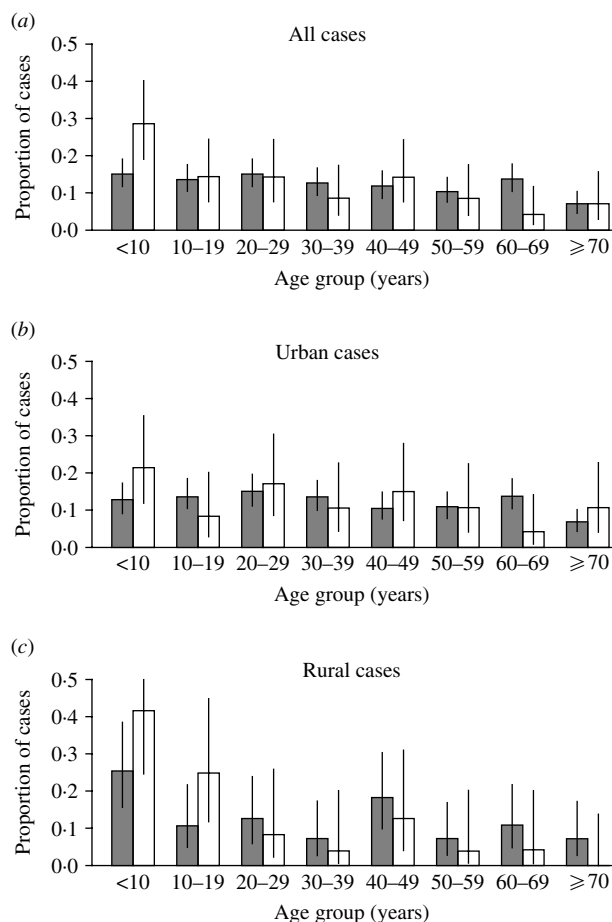 (a)
All cases
Proportion of cases
0·5
0·4
0·3
0·2
0·1
0·0
<10 10–19 20–29 30–39 40–49 50–59 60–69 ⩾70
Age group (years)
(b)
Urban cases
Proportion of cases
0·5
0·4
0·3
0·2
0·1
0·0
<10 10–19 20–29 30–39 40–49 50–59 60–69 ⩾70
Age group (years)
(c)
Rural cases
Proportion of cases
0·5
0·4
0·3
0·2
0·1
0·0
<10 10–19 20–29 30–39 40–49 50–59 60–69 ⩾70
Age group (years)